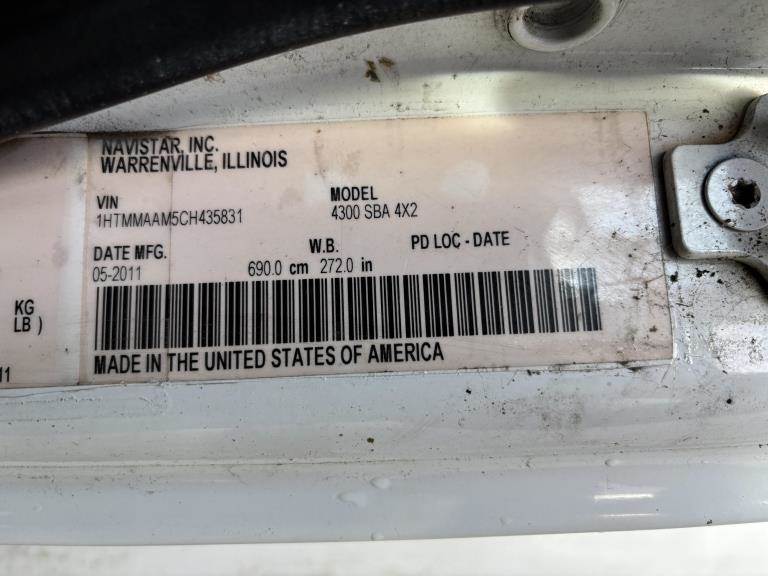 NAVISTAR, INC.
WARRENVILLE, ILLINOIS
VIN MODEL
1HTMMAAM5CH435831 4300 SBA 4X2
DATE MFG. W.B. PD LOC - DATE
05-2011 690.0 cm 272.0 in
KG
LB )
MADE IN THE UNITED STATES OF AMERICA